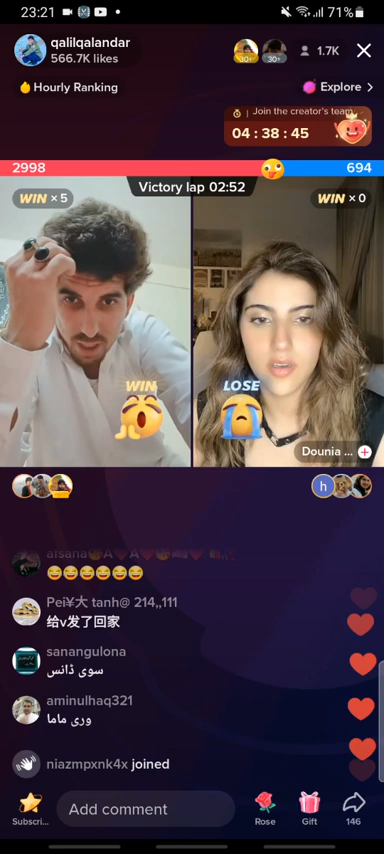 23:21
71%
qalilqalandar
566.7K likes
30+
30+
1.7K
Hourly Ranking
Explore
Join the creator's team
04 : 38 : 45
2998
694
Victory lap 02:52
WIN × 5
WIN × 0
WIN
LOSE
Dounia ...
h
😂😂😂😂😂😂
Pei¥大 tanh@ 214,,111
给v发了回家
sanangulona
سوی ڈانس
aminulhaq321
وری ماما
niazmpxnk4x joined
Subscri...
Add comment
Rose
Gift
146